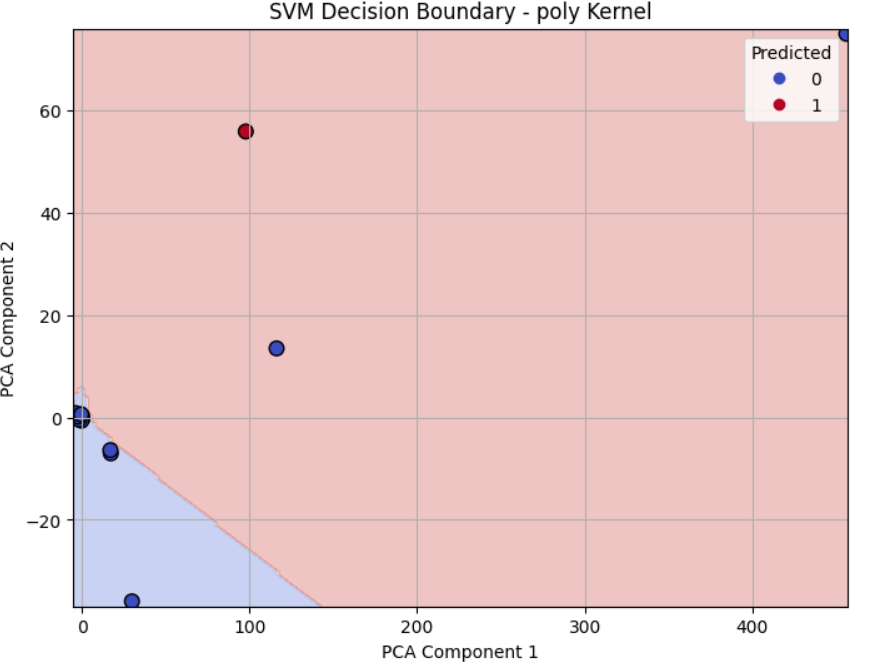 SVM Decision Boundary - poly Kernel
Predicted
0
1
60
40
20
0
−20
PCA Component 2
0 100 200 300 400
PCA Component 1